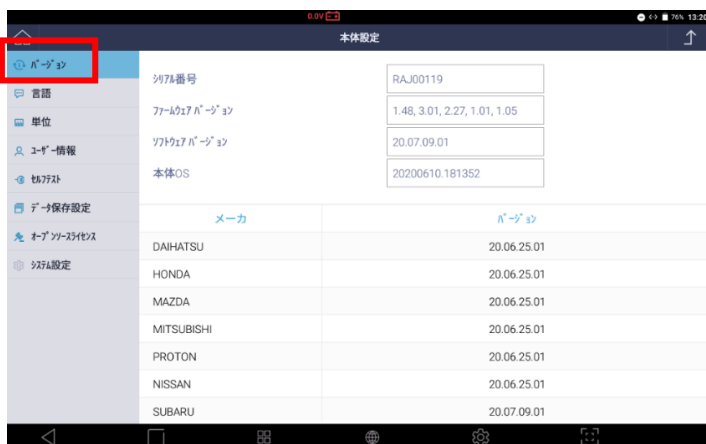 0.0V
76% 13:20
本体設定
バージョン
言語
単位
ユーザー情報
セルフテスト
データ保存設定
オープンソースライセンス
システム設定
シリアル番号 RAJ00119
ファームウェア バージョン 1.48, 3.01, 2.27, 1.01, 1.05
ソフトウェア バージョン 20.07.09.01
本体OS 20200610.181352
メーカ バージョン
DAIHATSU 20.06.25.01
HONDA 20.06.25.01
MAZDA 20.06.25.01
MITSUBISHI 20.06.25.01
PROTON 20.06.25.01
NISSAN 20.06.25.01
SUBARU 20.07.09.01